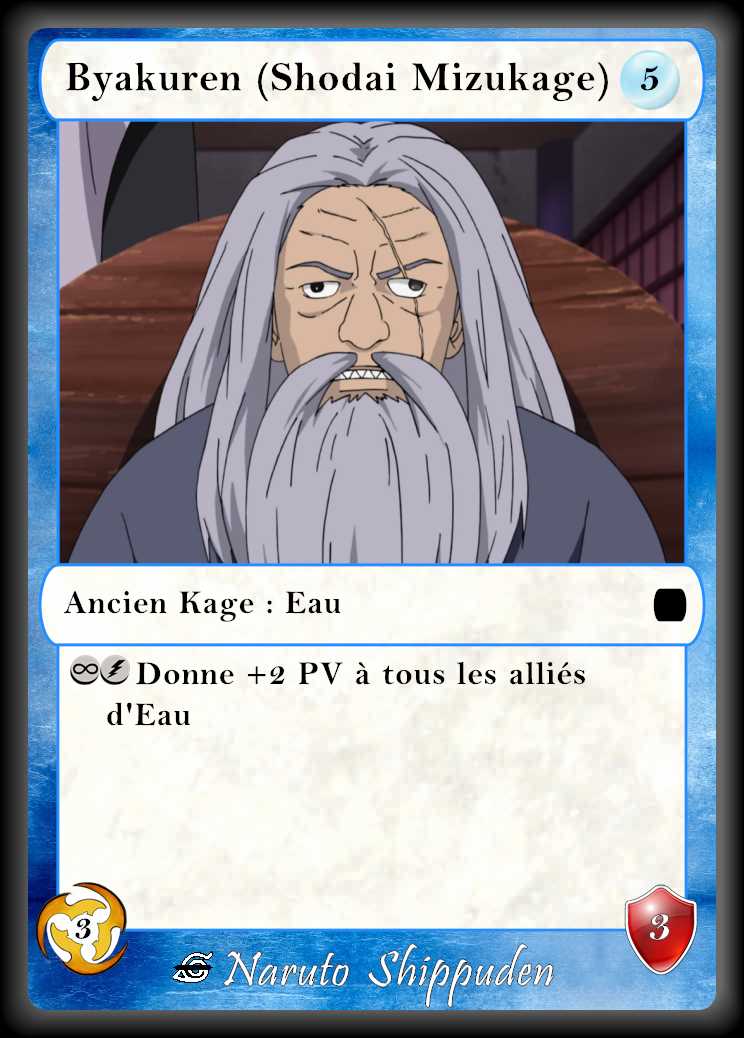 Byakuren (Shodai Mizukage) 5
Ancien Kage : Eau
Donne +2 PV à tous les alliés
d'Eau
3
3
Naruto Shippuden